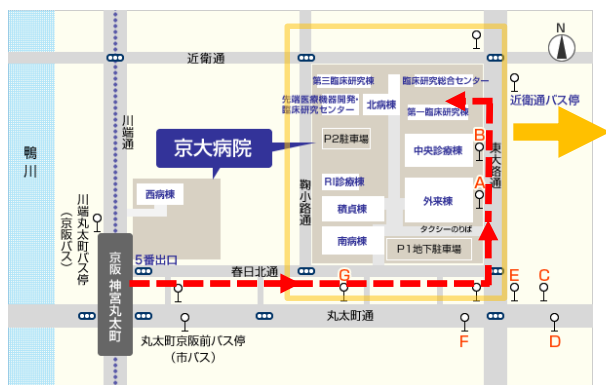 N
近衛通
第三臨床研究棟
臨床研究総合センター
先端医療機器開発・
臨床研究センター
北病棟
第一臨床研究棟
近衛通バス停
川端通
京大病院
P2駐車場
中央診療棟
B
東大路通
鴨川
西病棟
鞠小路通
RI診療棟
A
積貞棟
外来棟
川端丸太町バス停
(京阪バス)
南病棟
タクシーのりば
P1地下駐車場
5番出口
京阪 神宮丸太町
春日北通
G
E
C
丸太町通
F
D
丸太町京阪前バス停
(市バス)